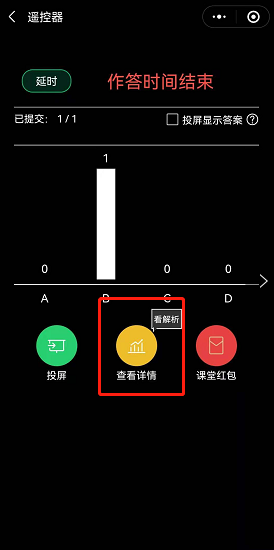 遥控器
延时 作答时间结束
已提交： 1 / 1 投屏显示答案
1
0 0 0
A B C D
看解析
投屏 查看详情 课堂红包